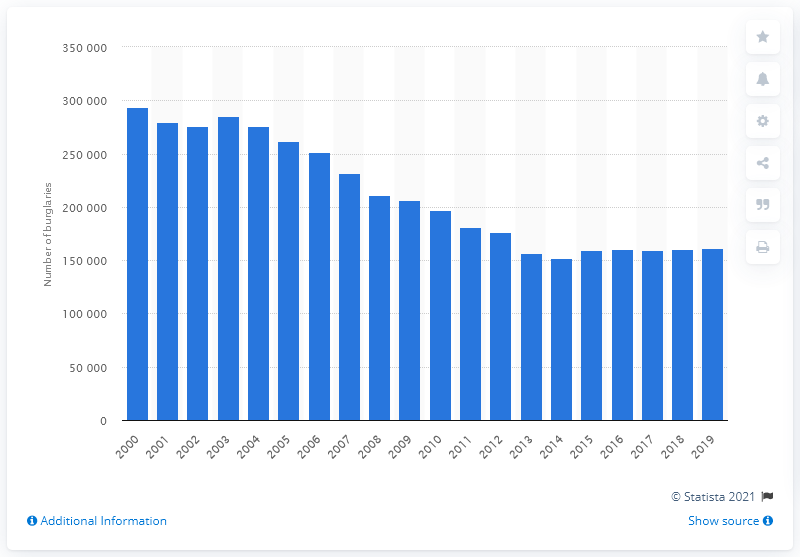 350 000
300 000
250 000
200 000
150 000
100 000
50 000
0
Number of burglaries
2000 2001 2002 2003 2004 2005 2006 2007 2008 2009 2010 2011 2012 2013 2014 2015 2016 2017 2018 2019
© Statista 2021
Additional Information
Show source